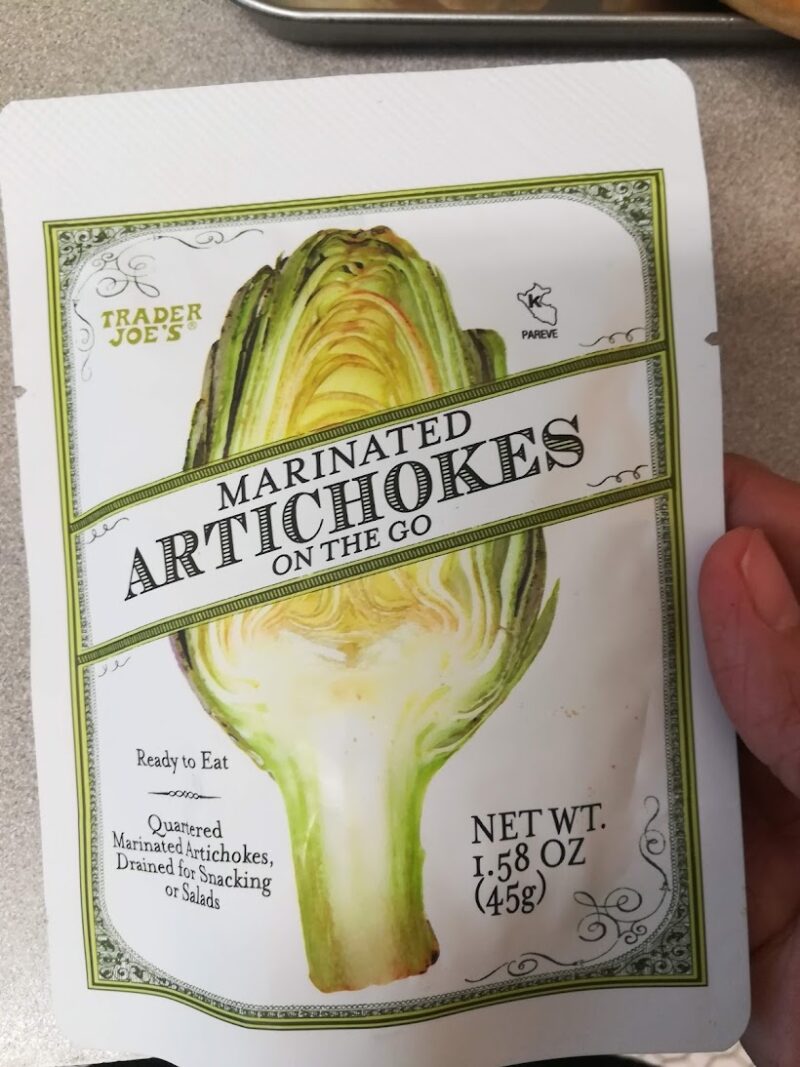 TRADER
JOE'S®
K
PAREVE
MARINATED
ARTICHOKES
ON THE GO
Ready to Eat
Quartered
Marinated Artichokes,
Drained for Snacking
or Salads
NET WT.
1.58 OZ
(45g)